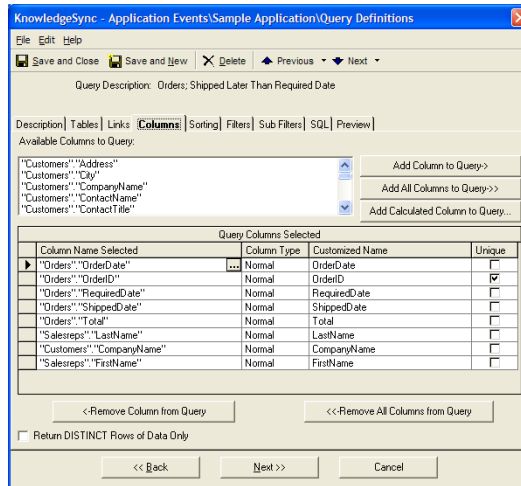 KnowledgeSync - Application Events\Sample Application\Query Definitions
File Edit Help
Save and Close Save and New Delete Previous Next
Query Description: Orders; Shipped Later Than Required Date
Description Tables Links Columns Sorting Filters Sub Filters SQL Preview
Available Columns to Query:
"Customers"."Address"
"Customers"."City"
"Customers"."CompanyName"
"Customers"."ContactName"
"Customers"."ContactTitle"
Add Column to Query->
Add All Columns to Query->>
Add Calculated Column to Query...
Query Columns Selected
Column Name Selected Column Type Customized Name Unique
"Orders"."OrderDate" ... Normal OrderDate
"Orders"."OrderID" Normal OrderID
"Orders"."RequiredDate" Normal RequiredDate
"Orders"."ShippedDate" Normal ShippedDate
"Orders"."Total" Normal Total
"Salesreps"."LastName" Normal LastName
"Customers"."CompanyName" Normal CompanyName
"Salesreps"."FirstName" Normal FirstName
<-Remove Column from Query <<-Remove All Columns from Query
Return DISTINCT Rows of Data Only
<< Back Next >> Cancel